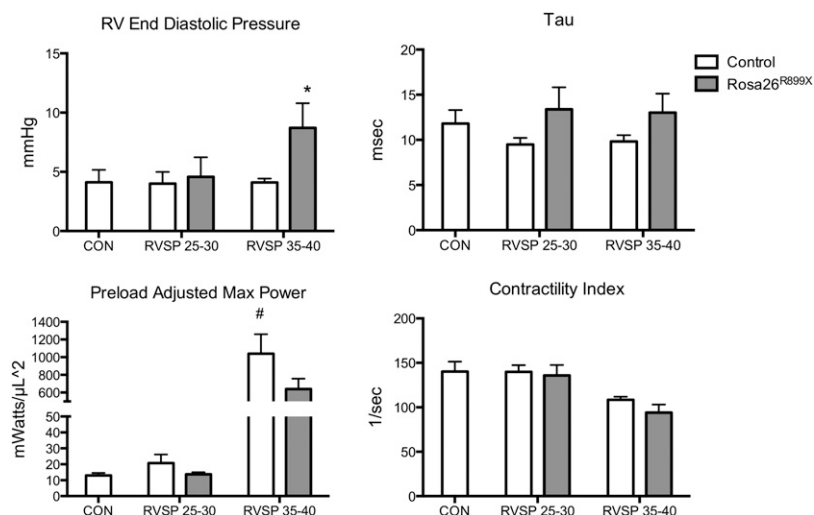 RV End Diastolic Pressure
mmHg
15
10
5
0
*
CON
RVSP 25-30
RVSP 35-40
Tau
msec
20
15
10
5
0
CON
RVSP 25-30
RVSP 35-40
Control
Rosa26^R899X
Preload Adjusted Max Power
mWatts/µL^2
1400
1200
1000
800
600
50
40
30
20
10
0
#
CON
RVSP 25-30
RVSP 35-40
Contractility Index
1/sec
200
150
100
50
0
CON
RVSP 25-30
RVSP 35-40